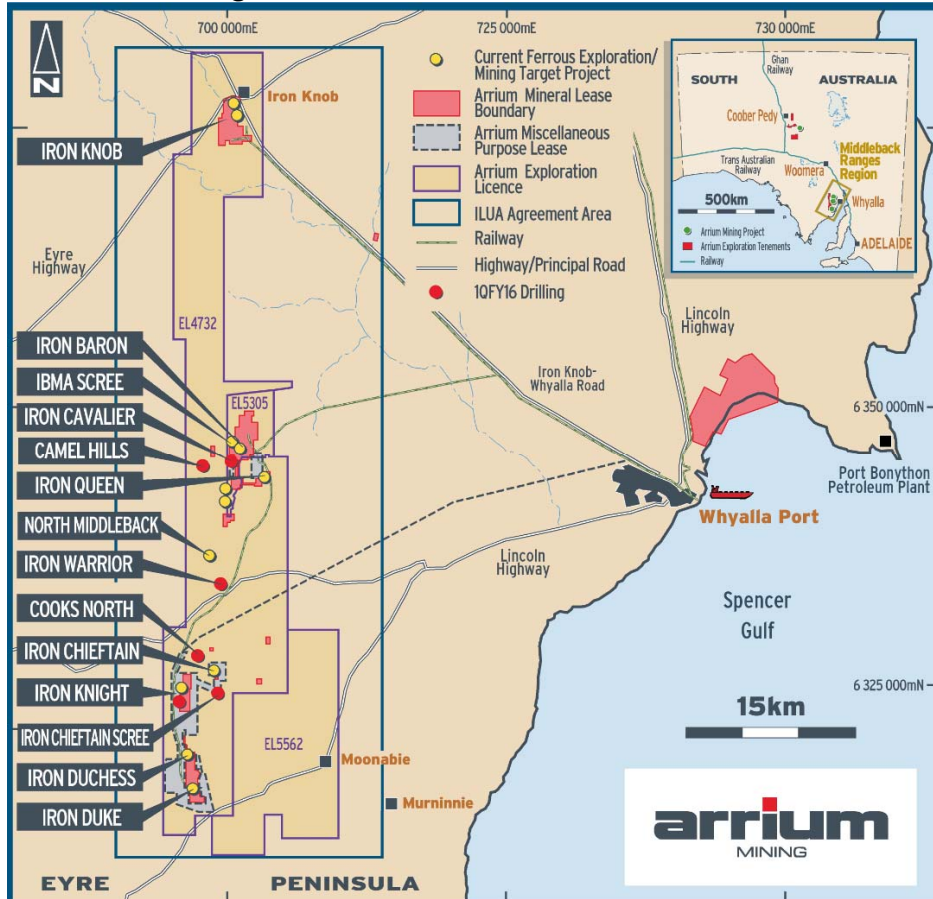 700 000mE
725 000mE
730 000mE
N
Iron Knob
IRON KNOB
Eyre
Highway
EL4732
IRON BARON
IBMA SCREE
IRON CAVALIER
CAMEL HILLS
IRON QUEEN
NORTH MIDDLEBACK
IRON WARRIOR
COOKS NORTH
IRON CHIEFTAIN
IRON KNIGHT
IRON CHIEFTAIN SCREE
IRON DUCHESS
IRON DUKE
EL5305
EL5562
Moonabie
Murninnie
EYRE PENINSULA
Current Ferrous Exploration/
Mining Target Project
Arrium Mineral Lease
Boundary
Arrium Miscellaneous
Purpose Lease
Arrium Exploration
Licence
ILUA Agreement Area
Railway
Highway/Principal Road
1QFY16 Drilling
Ghan
Railway
SOUTH AUSTRALIA
Coober Pedy
Trans Australian
Railway
Woomera
Middleback
Ranges
Region
Whyalla
500km
ADELAIDE
Arrium Mining Project
Arrium Exploration Tenements
Railway
Lincoln
Highway
Iron Knob-
Whyalla Road
6 350 000mN
Port Bonython
Petroleum Plant
Whyalla Port
Lincoln
Highway
Spencer
Gulf
6 325 000mN
15km
arrium
MINING